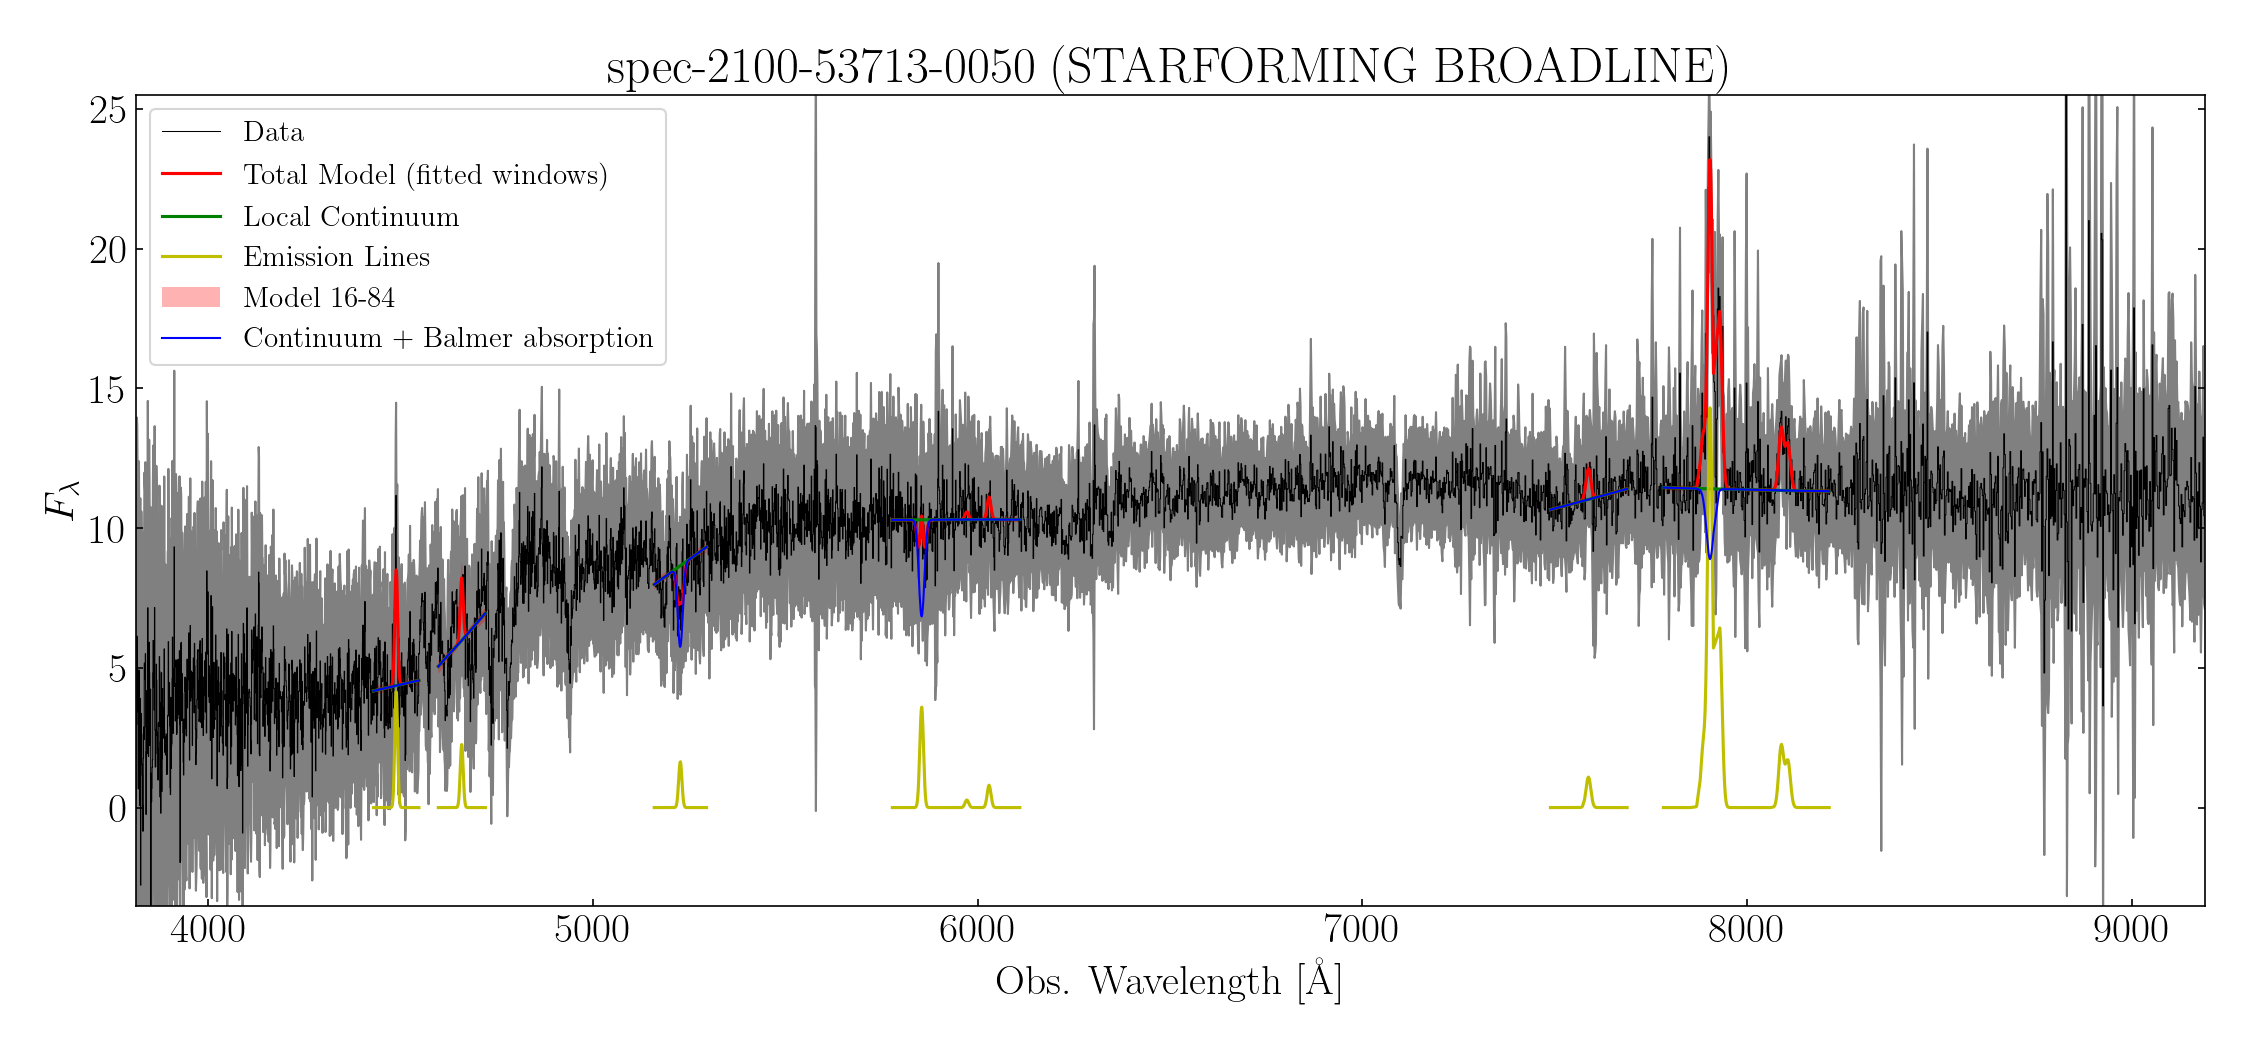 spec-2100-53713-0050 (STARFORMING BROADLINE)
Data
Total Model (fitted windows)
Local Continuum
Emission Lines
Model 16-84
Continuum + Balmer absorption
25
20
15
10
5
0
F_λ
4000 5000 6000 7000 8000 9000
Obs. Wavelength [Å]